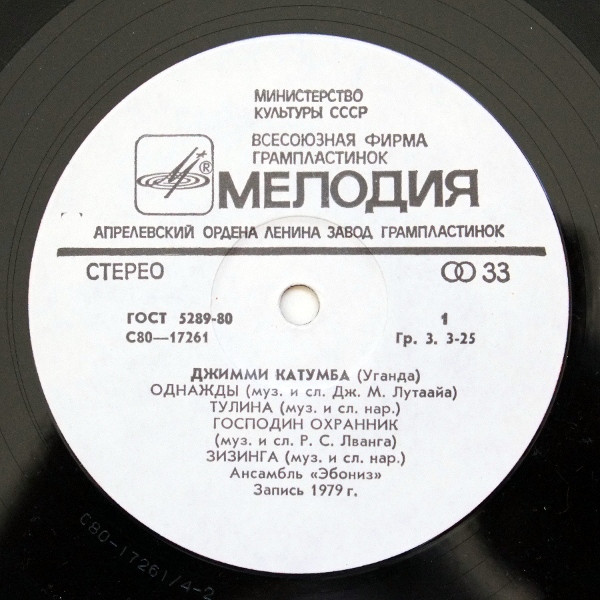 МИНИСТЕРСТВО
КУЛЬТУРЫ СССР
ВСЕСОЮЗНАЯ ФИРМА
ГРАМПЛАСТИНОК
® МЕЛОДИЯ
АПРЕЛЕВСКИЙ ОРДЕНА ЛЕНИНА ЗАВОД ГРАМПЛАСТИНОК
СТЕРЕО 33
ГОСТ 5289-80 1
С80—17261 Гр. 3. 3-25
ДЖИММИ КАТУМБА (Уганда)
ОДНАЖДЫ (муз. и сл. Дж. М. Лутаайа)
ТУЛИНА (муз. и сл. нар.)
ГОСПОДИН ОХРАННИК
(муз. и сл. Р. С. Лванга)
ЗИЗИНГА (муз. и сл. нар.)
Ансамбль «Эбониз»
Запись 1979 г.
С80-17261/4-2